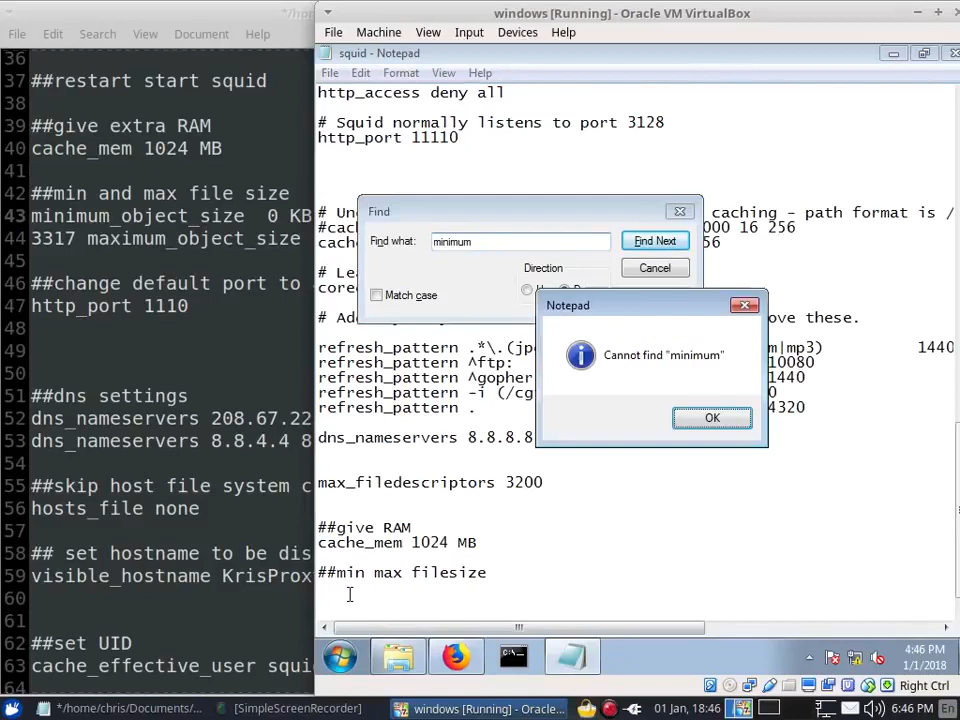 */hom
File Edit Search View Document Help
36
37 ##restart start squid
38
39 ##give extra RAM
40 cache_mem 1024 MB
41
42 ##min and max file size
43 minimum_object_size 0 KB
44 3317 maximum_object_size
45
46 ##change default port to
47 http_port 1110
48
49
50
51 ##dns settings
52 dns_nameservers 208.67.22
53 dns_nameservers 8.8.4.4 8
54
55 ##skip host file system c
56 hosts_file none
57
58 ## set hostname to be dis
59 visible_hostname KrisProx
60
61
62 ##set UID
63 cache_effective_user squi
64
windows [Running] - Oracle VM VirtualBox
File Machine View Input Devices Help
squid - Notepad
File Edit Format View Help
http_access deny all
# Squid normally listens to port 3128
http_port 11110
# Un caching - path format is /
#cac 000 16 256
cache 56
# Lea
cored
# Add ove these.
refresh_pattern .*\.(jp m|mp3) 1440
refresh_pattern ^ftp: 10080
refresh_pattern ^gopher 1440
refresh_pattern -i (/cg 0
refresh_pattern . 4320
dns_nameservers 8.8.8.8
max_filedescriptors 3200
##give RAM
cache_mem 1024 MB
##min max filesize
Find
Find what: minimum Find Next
Direction Cancel
Match case
Notepad
Cannot find "minimum"
OK
4:46 PM
1/1/2018
Right Ctrl
*/home/chris/Documents/... [SimpleScreenRecorder] windows [Running] - Oracle... 01 Jan, 18:46 6:46 PM En